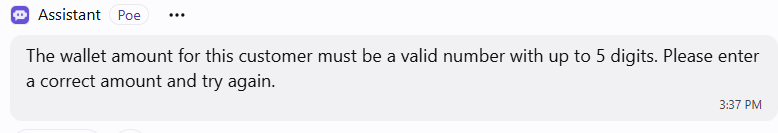 Assistant Poe •••
The wallet amount for this customer must be a valid number with up to 5 digits. Please enter
a correct amount and try again.
3:37 PM